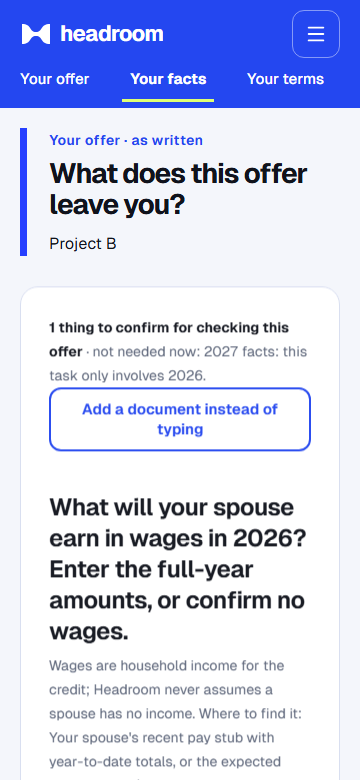 headroom
Your offer Your facts Your terms
Your offer · as written
What does this offer
leave you?
Project B
1 thing to confirm for checking this
offer · not needed now: 2027 facts: this
task only involves 2026.
Add a document instead of
typing
What will your spouse
earn in wages in 2026?
Enter the full-year
amounts, or confirm no
wages.
Wages are household income for the
credit; Headroom never assumes a
spouse has no income. Where to find it:
Your spouse's recent pay stub with
year-to-date totals, or the expected